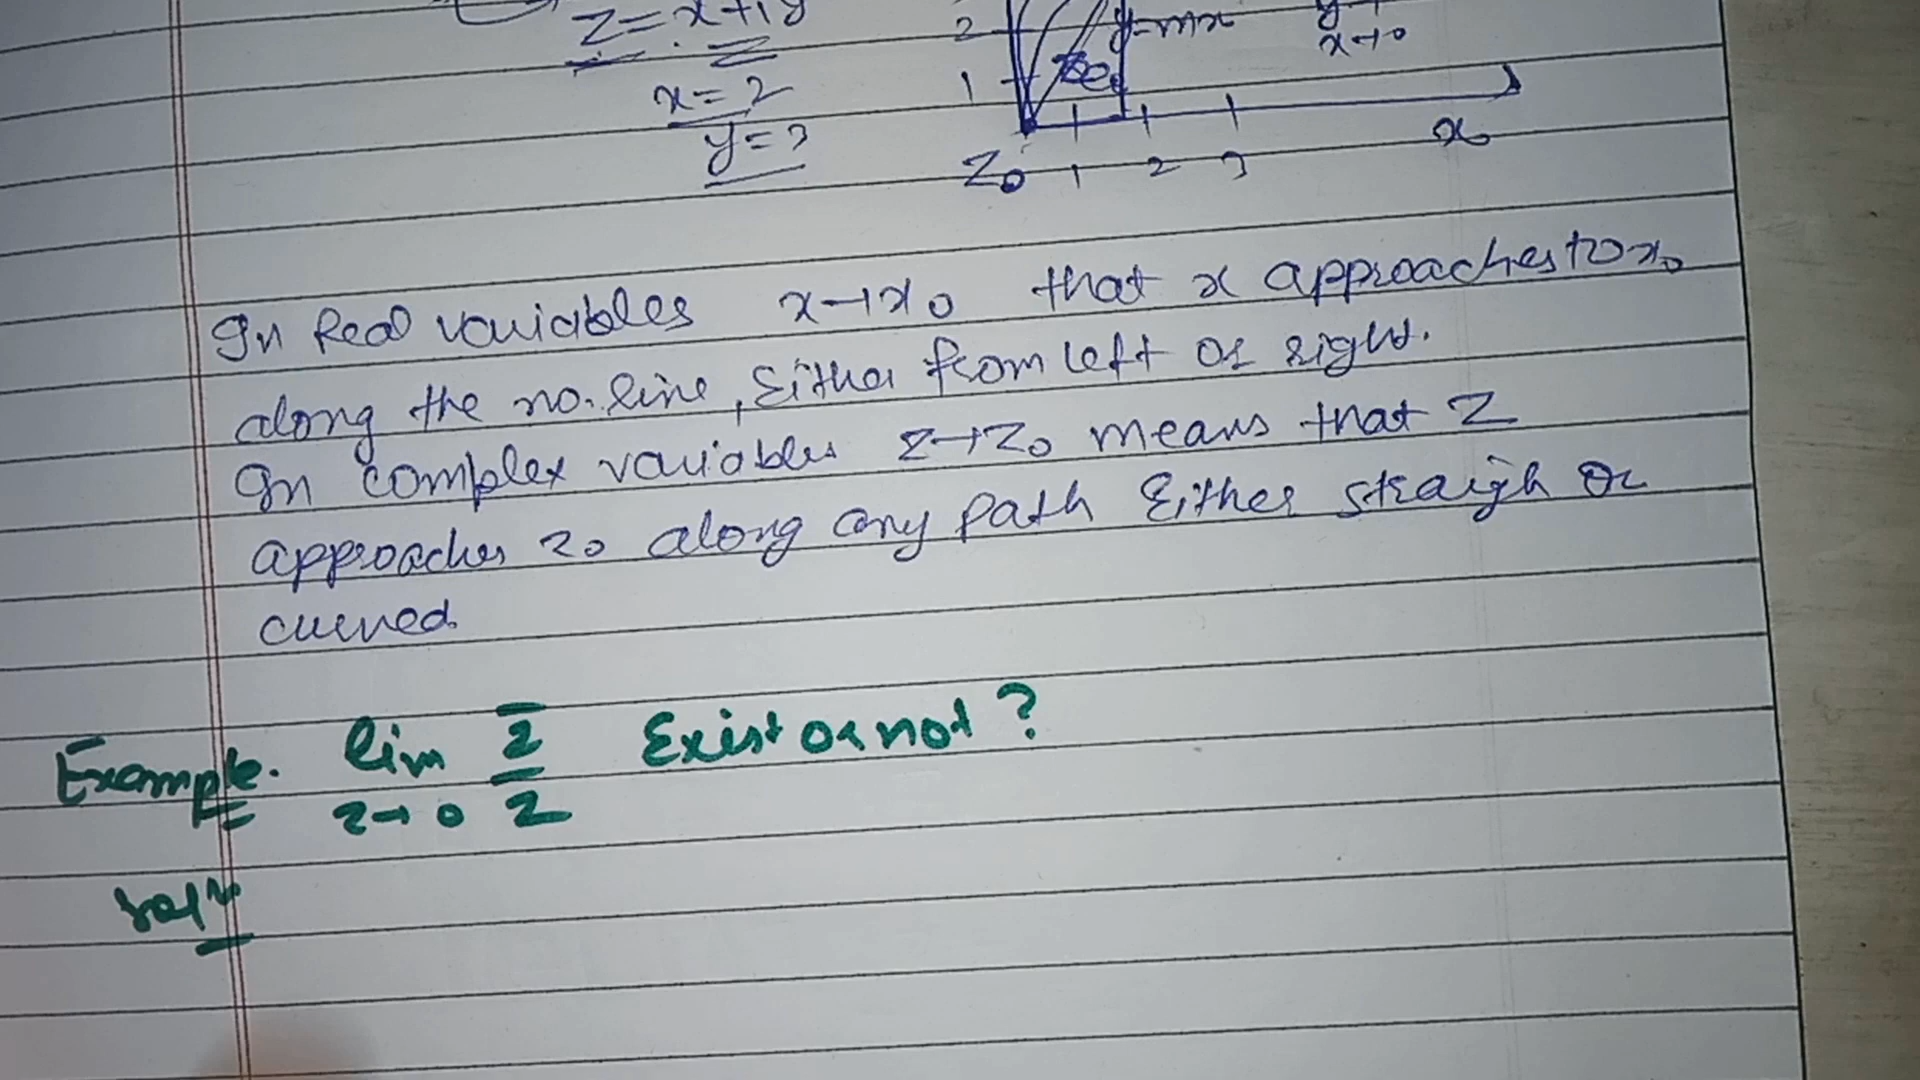 z = x + iy
2 y=mx y
x→0
x = 2 1
y = 3
x
Z0 1 2 3
In Real variables x→x0 that x approaches to x0
along the no. line, Either from left or right.
In complex variables z→z0 means that z
approaches z0 along any path Either straigh or
curved.
Example. lim z̄/z Exist or not?
z→0
Solⁿ